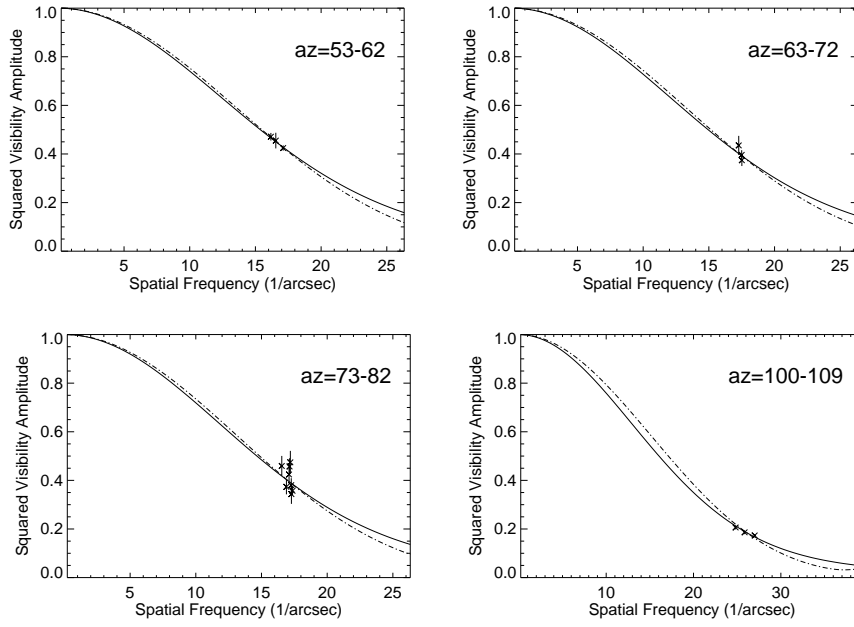 1.0
0.8
0.6
0.4
0.2
0.0
Squared Visibility Amplitude
az=53-62
5 10 15 20 25
Spatial Frequency (1/arcsec)
1.0
0.8
0.6
0.4
0.2
0.0
Squared Visibility Amplitude
az=63-72
5 10 15 20 25
Spatial Frequency (1/arcsec)
1.0
0.8
0.6
0.4
0.2
0.0
Squared Visibility Amplitude
az=73-82
5 10 15 20 25
Spatial Frequency (1/arcsec)
1.0
0.8
0.6
0.4
0.2
0.0
Squared Visibility Amplitude
az=100-109
10 20 30
Spatial Frequency (1/arcsec)